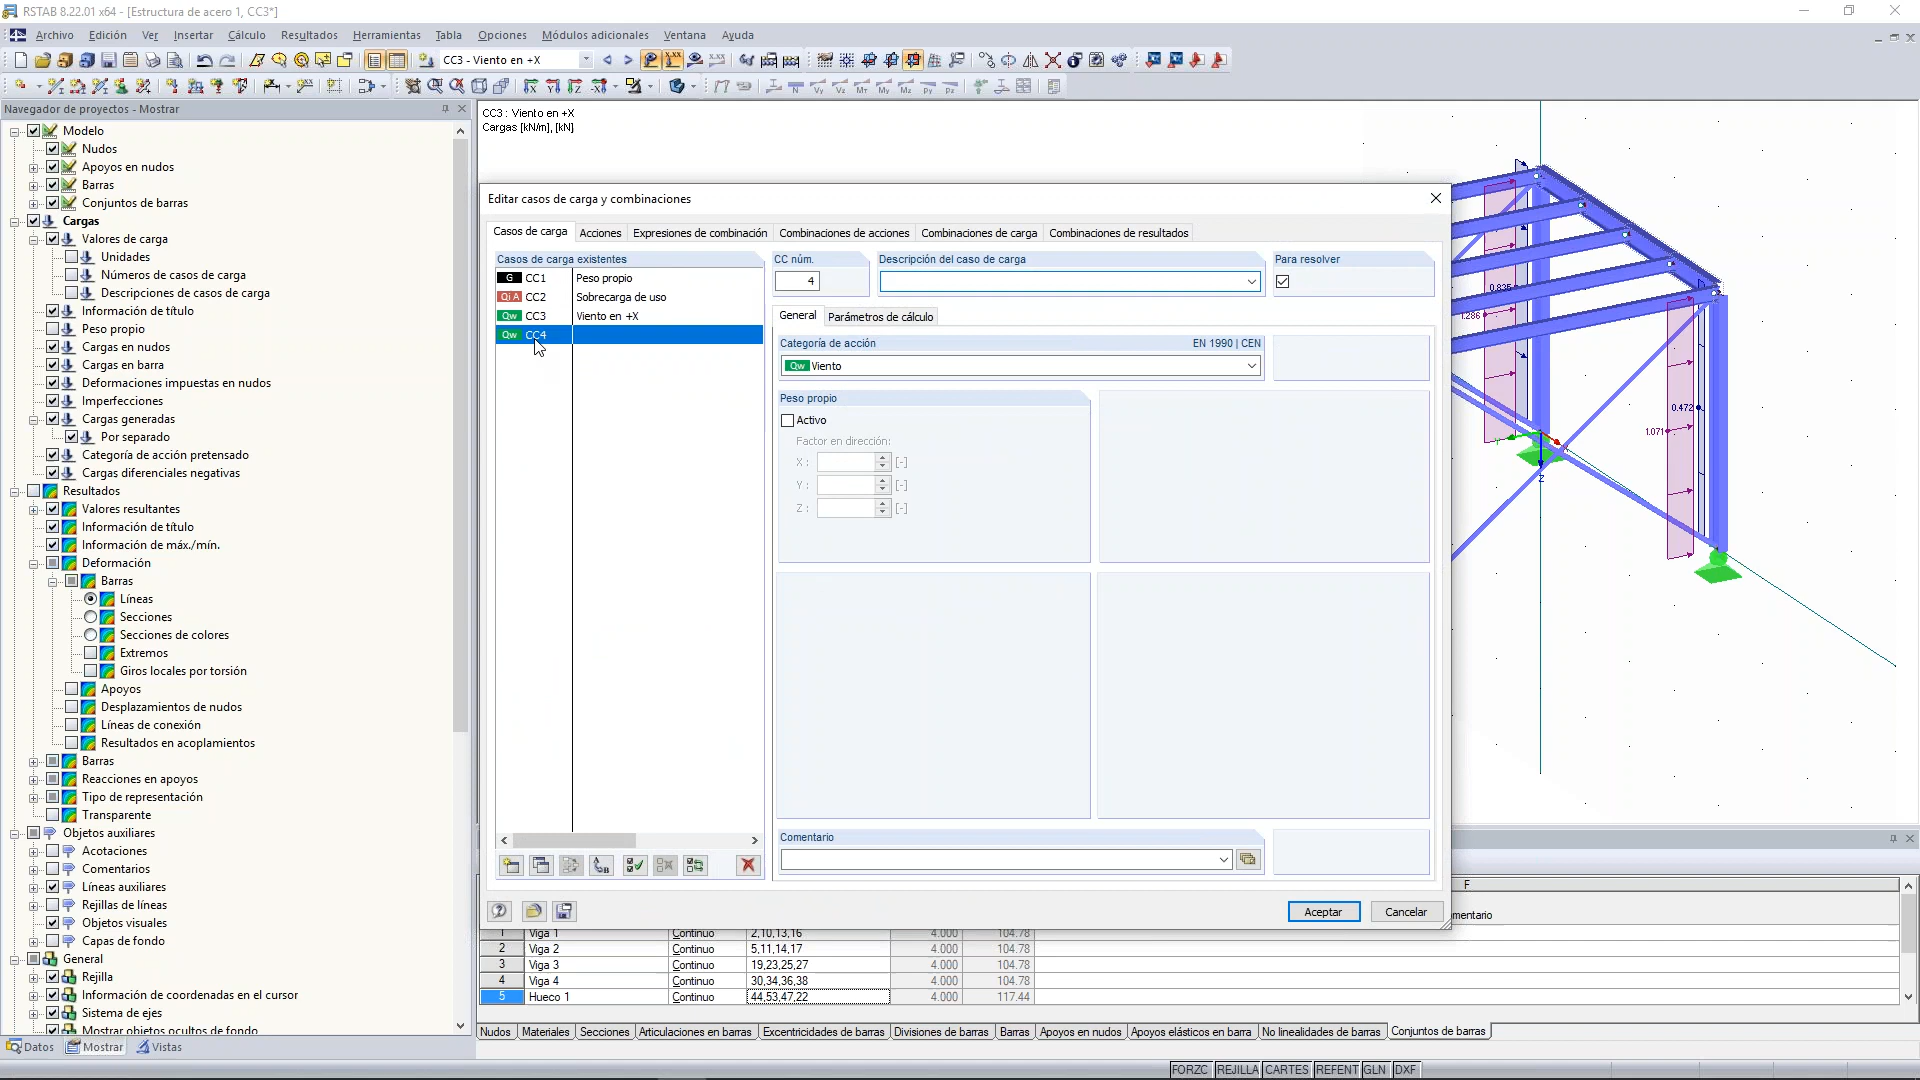 RSTAB 8.22.01 x64 - [Estructura de acero 1, CC3*]
Archivo Edición Ver Insertar Cálculo Resultados Herramientas Tabla Opciones Módulos adicionales Ventana Ayuda
CC3 - Viento en +X
Navegador de proyectos - Mostrar
Modelo
Nudos
Apoyos en nudos
Barras
Conjuntos de barras
Cargas
Valores de carga
Unidades
Números de casos de carga
Descripciones de casos de carga
Información de título
Peso propio
Cargas en nudos
Cargas en barra
Deformaciones impuestas en nudos
Imperfecciones
Cargas generadas
Por separado
Categoría de acción pretensado
Cargas diferenciales negativas
Resultados
Valores resultantes
Información de título
Información de máx./mín.
Deformación
Barras
Líneas
Secciones
Secciones de colores
Extremos
Giros locales por torsión
Apoyos
Desplazamientos de nudos
Líneas de conexión
Resultados en acoplamientos
Barras
Reacciones en apoyos
Tipo de representación
Transparente
Objetos auxiliares
Acotaciones
Comentarios
Líneas auxiliares
Rejillas de líneas
Objetos visuales
Capas de fondo
General
Rejilla
Información de coordenadas en el cursor
Sistema de ejes
Mostrar objetos ocultos de fondo
Datos Mostrar Vistas
CC3 : Viento en +X
Cargas [kN/m], [kN]
Editar casos de carga y combinaciones
Casos de carga Acciones Expresiones de combinación Combinaciones de acciones Combinaciones de carga Combinaciones de resultados
Casos de carga existentes
G CC1 Peso propio
Qi A CC2 Sobrecarga de uso
Qw CC3 Viento en +X
Qw CC4
CC núm.
4
Descripción del caso de carga
Para resolver
General Parámetros de cálculo
Categoría de acción EN 1990 | CEN
Qw Viento
Peso propio
Activo
Factor en dirección:
X : [-]
Y : [-]
Z : [-]
Comentario
Aceptar Cancelar
0.835
1.286
0.472
1.071
Z
F
mentario
1 Viga 1 Continuo 2,10,13,16 4.000 104.78
2 Viga 2 Continuo 5,11,14,17 4.000 104.78
3 Viga 3 Continuo 19,23,25,27 4.000 104.78
4 Viga 4 Continuo 30,34,36,38 4.000 104.78
5 Hueco 1 Continuo 44,53,47,22 4.000 117.44
Nudos Materiales Secciones Articulaciones en barras Excentricidades de barras Divisiones de barras Barras Apoyos en nudos Apoyos elásticos en barra No linealidades de barras Conjuntos de barras
FORZC REJILLA CARTES REFENT GLN DXF